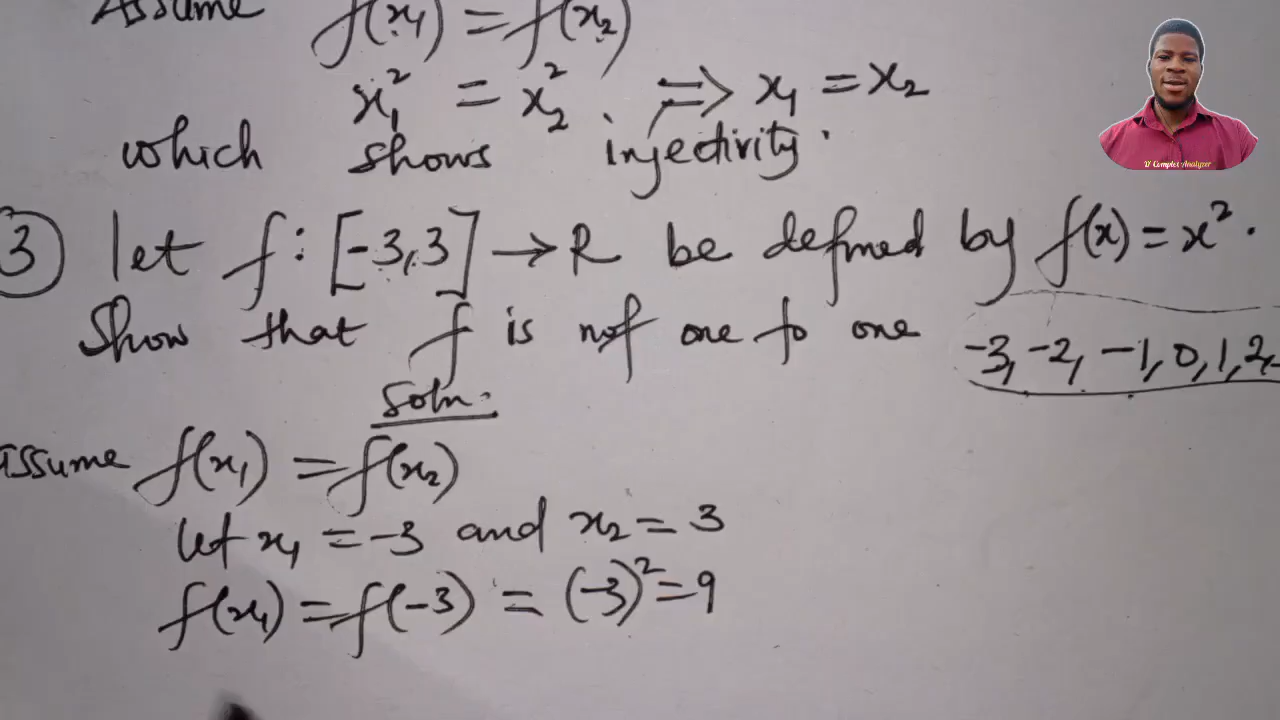 Assume f(x₁) = f(x₂)
x₁² = x₂² ⇒ x₁ = x₂
which shows injectivity.
③ let f: [-3,3] → R be defined by f(x) = x².
Show that f is not one to one
-3, -2, -1, 0, 1, 2,
Soln.
Assume f(x₁) = f(x₂)
let x₁ = -3 and x₂ = 3
f(x₁) = f(-3) = (-3)² = 9
U Complex Analyzer